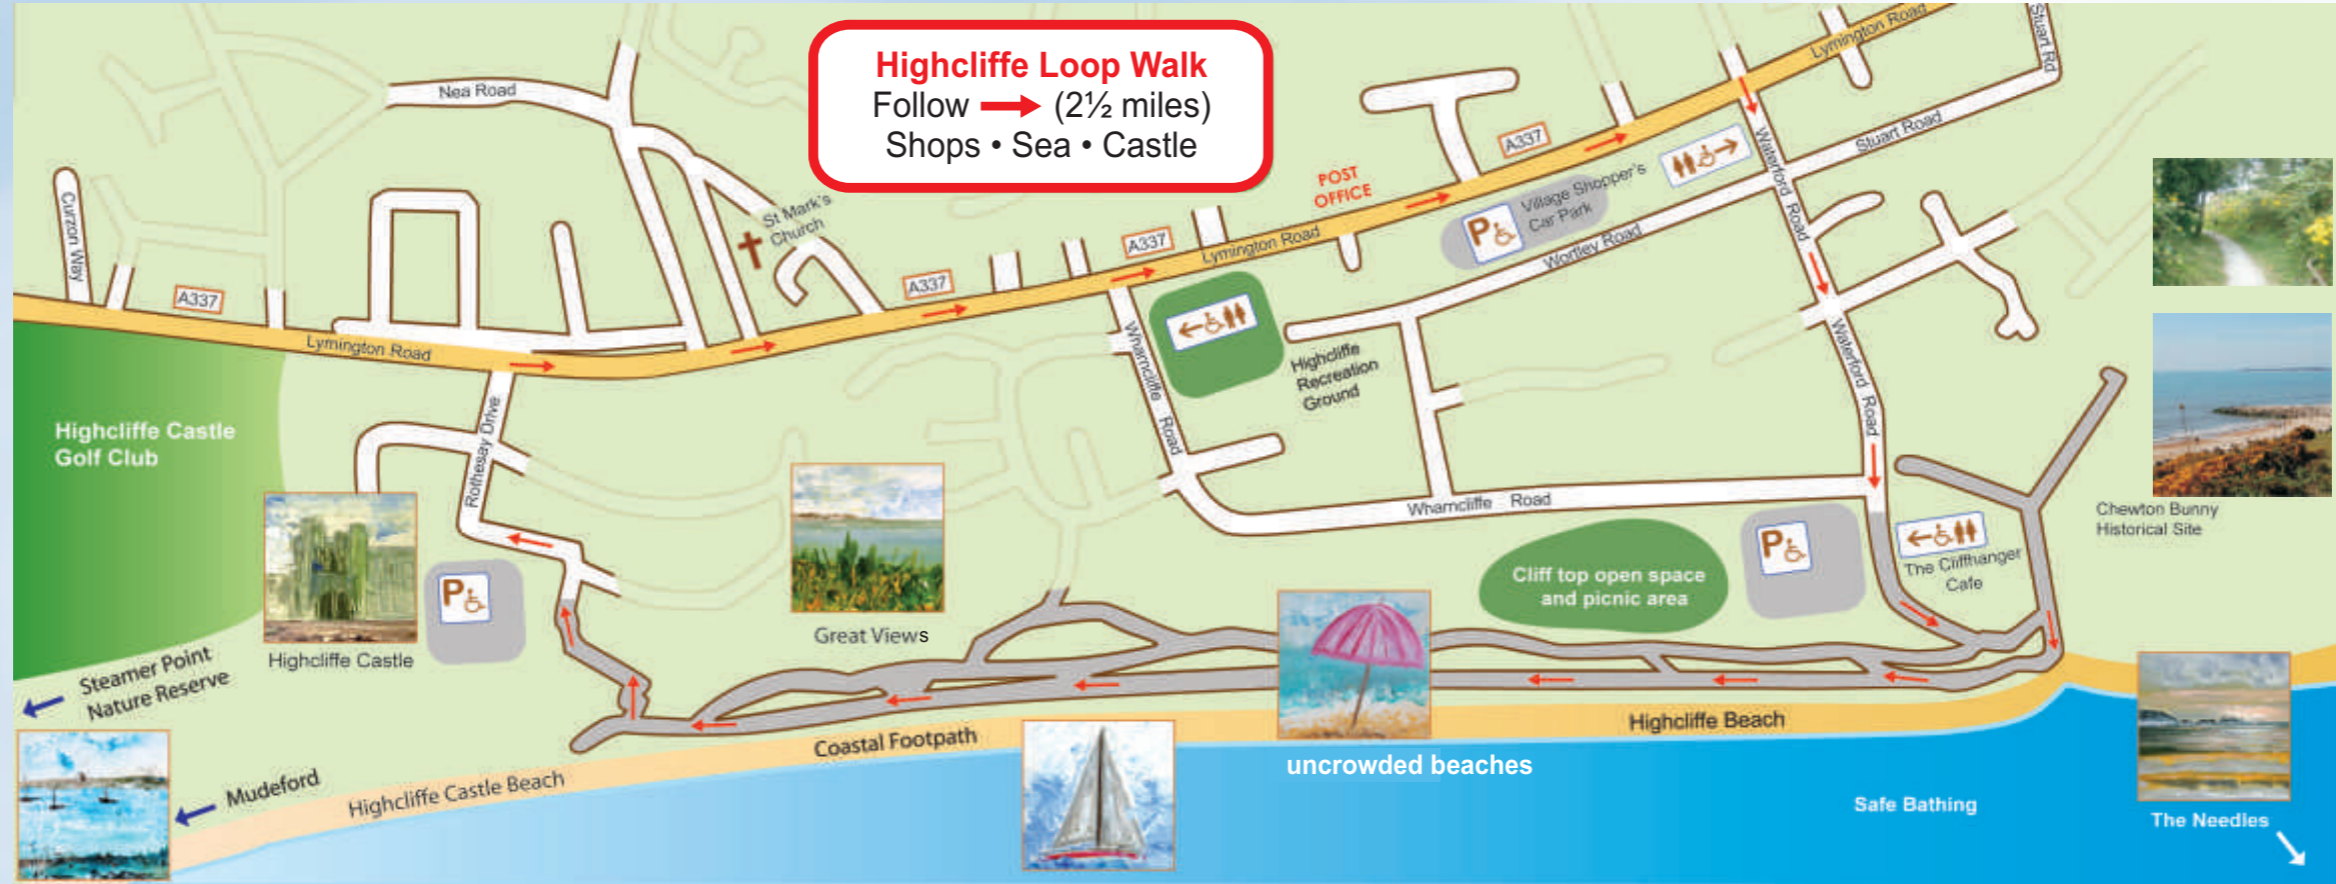 Highcliffe Loop Walk
Follow (2½ miles)
Shops • Sea • Castle
Lymington Road
Stuart Rd
Nea Road
A337
POST
OFFICE
Village Shopper's
Car Park
P
Waterford Road
Stuart Road
Curzon Way
St Mark's
Church
A337
Lymington Road
Wortley Road
A337
A337
Lymington Road
Wharncliffe Road
Highcliffe
Recreation
Ground
Waterford Road
Highcliffe Castle
Golf Club
Rothesay Drive
Wharncliffe Road
Chewton Bunny
Historical Site
P
The Cliffhanger
Cafe
Cliff top open space
and picnic area
P
Great Views
Highcliffe Castle
Steamer Point
Nature Reserve
Mudeford
Highcliffe Castle Beach
Coastal Footpath
Highcliffe Beach
uncrowded beaches
Safe Bathing
The Needles